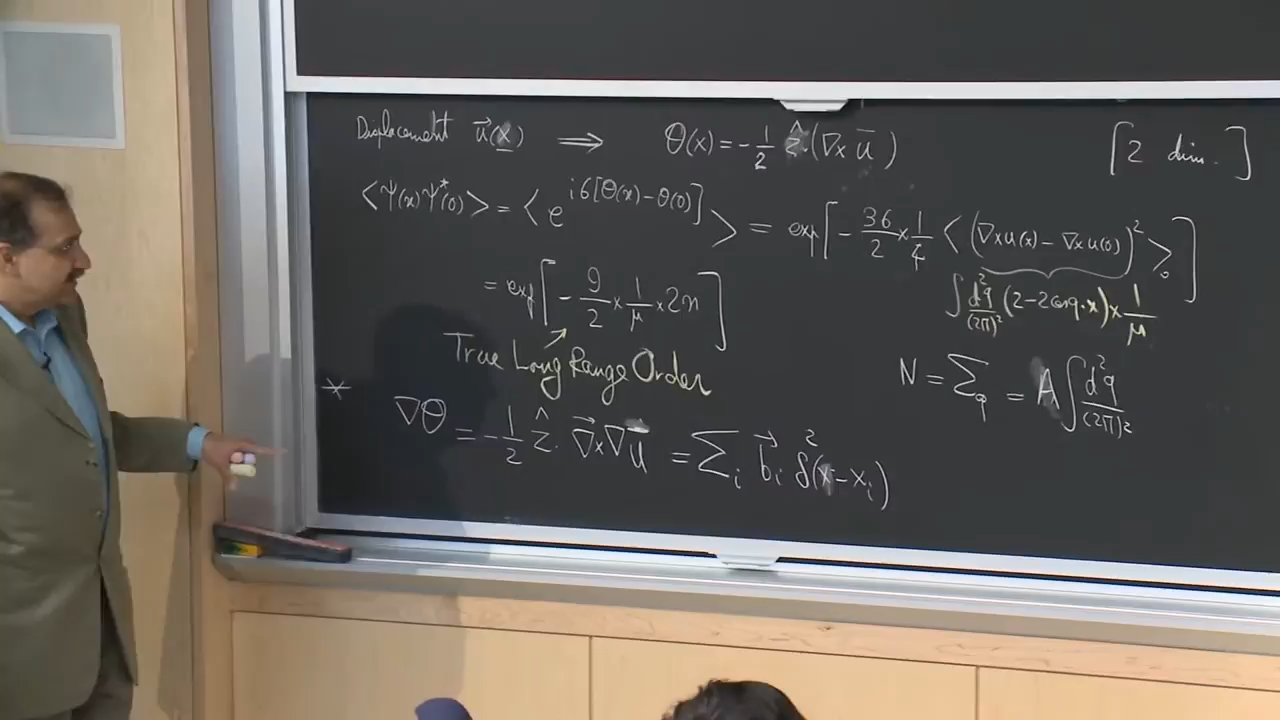 Displacement u⃗(x) ⟹ θ(x) = -1/2 ẑ·(∇×u̅) [2 dim.]
<Ψ(x)Ψ*(0)> = <e^{i6[θ(x)-θ(0)]}> = exp[-36/2 × 1/4 <(∇×u(x) - ∇×u(0))²>₀]
∫d²q/(2π)² (2-2cosq·x) × 1/μ
= exp[-9/2 × 1/μ × 2n]
True Long Range Order
N = Σ_q = A∫d²q/(2π)²
* ∇θ = -1/2 ẑ· ∇⃗×∇u̅ = Σ_i b⃗_i δ²(x-x_i)